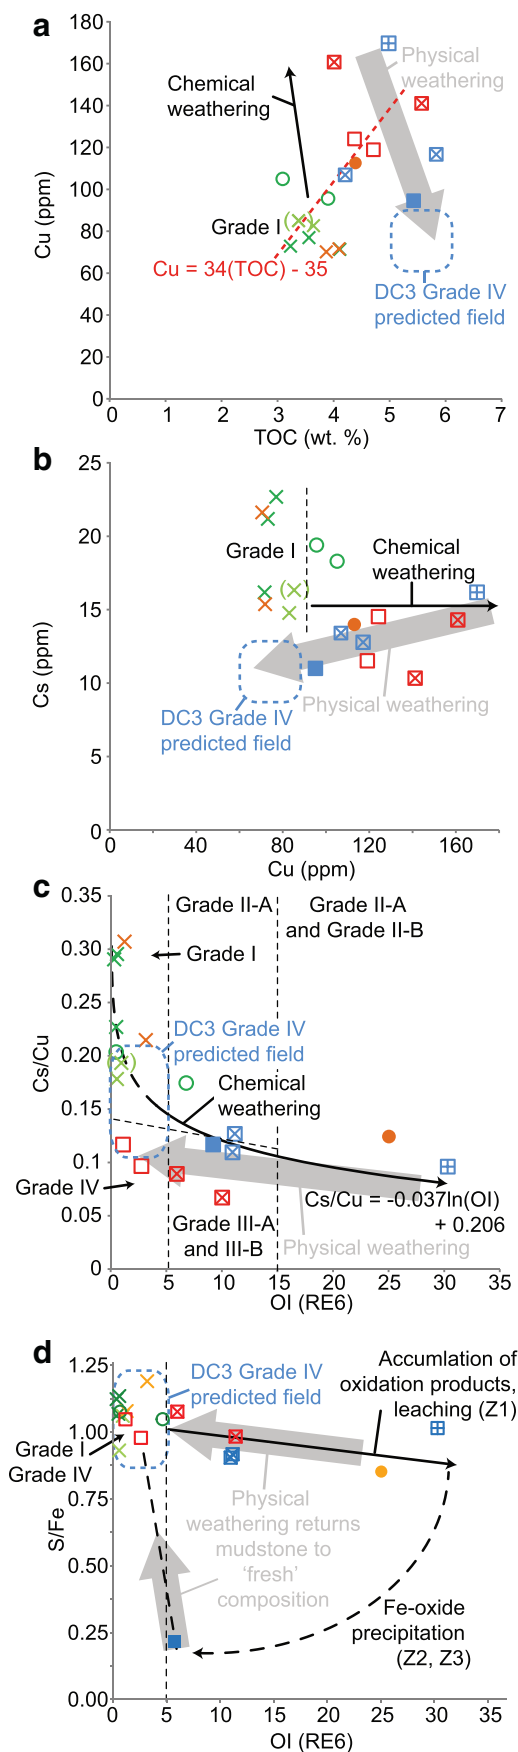 a
180
160
140
120
100
80
60
40
20
0
Cu (ppm)
Physical
weathering
Chemical
weathering
Grade I
( )
Cu = 34(TOC) - 35
DC3 Grade IV
predicted field
0 1 2 3 4 5 6 7
TOC (wt. %)
b
25
20
15
10
5
0
Cs (ppm)
Grade I
Chemical
weathering
( )
Physical weathering
DC3 Grade IV
predicted field
0 40 80 120 160
Cu (ppm)
c
0.35
0.30
0.25
0.20
0.15
0.1
0.05
0
Cs/Cu
Grade II-A
Grade II-A
and Grade II-B
Grade I
DC3 Grade IV
predicted field
( )
Chemical
weathering
Grade IV
Cs/Cu = -0.037ln(OI)
+ 0.206
Grade III-A
and III-B
Physical weathering
0 5 10 15 20 25 30 35
OI (RE6)
d
1.25
1.00
0.75
0.50
0.25
0.00
S/Fe
DC3 Grade IV
predicted field
Accumlation of
oxidation products,
leaching (Z1)
Grade I
Grade IV
Physical
weathering returns
mudstone to
‘fresh’
composition
Fe-oxide
precipitation
(Z2, Z3)
0 5 10 15 20 25 30 35
OI (RE6)